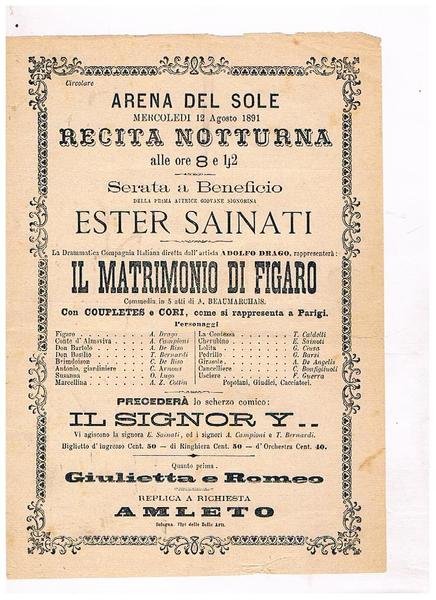 Circolare
ARENA DEL SOLE
MERCOLEDI 12 Agosto 1891
RECITA NOTTURNA
alle ore 8 e 1|2
Serata a Beneficio
DELLA PRIMA ATTRICE GIOVANE SIGNORINA
ESTER SAINATI
La Drammatica Compagnia Italiana diretta dall'artista ADOLFO DRAGO, rappresenterà:
IL MATRIMONIO DI FIGARO
Commedia in 5 atti di A. BEAUMARCHAIS.
Con COUPLETES e CORI, come si rappresenta a Parigi.
Personaggi
Figaro A. Drago La Contessa T. Caldelli
Conte d'Almaviva A. Campioni Cherubino E. Sainati
Don Bartolo A. De Riso Lolita G. Ciusa
Don Basilio T. Bernardi Pedrillo G. Barsi
Bridoison C. De Riso Girasole A. De Angelis
Antonio, giardiniere C. Arnous Cancelliere C. Bonfiglioli
Susanna O. Lugo Usciere F. Guerra
Marcellina A. Z. Cottin Popolani, Giudici, Cacciatori.
PRECEDERÀ lo scherzo comico:
IL SIGNOR Y..
Vi agiscono la signora E. Sainati, ed i signori A. Campioni e T. Bernardi.
Biglietto d'ingresso Cent. 50 — di Ringhiera Cent. 50 — d'Orchestra Cent. 40.
Quanto prima:
Giulietta e Romeo
REPLICA A RICHIESTA
AMLETO
Bologna. Tipi delle Belle Arti.